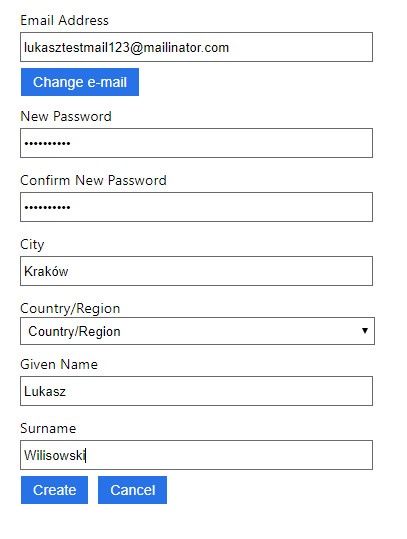 Email Address
lukasztestmail123@mailinator.com
Change e-mail
New Password
••••••••••
Confirm New Password
••••••••••
City
Kraków
Country/Region
Country/Region
Given Name
Lukasz
Surname
Wilisowski
Create Cancel